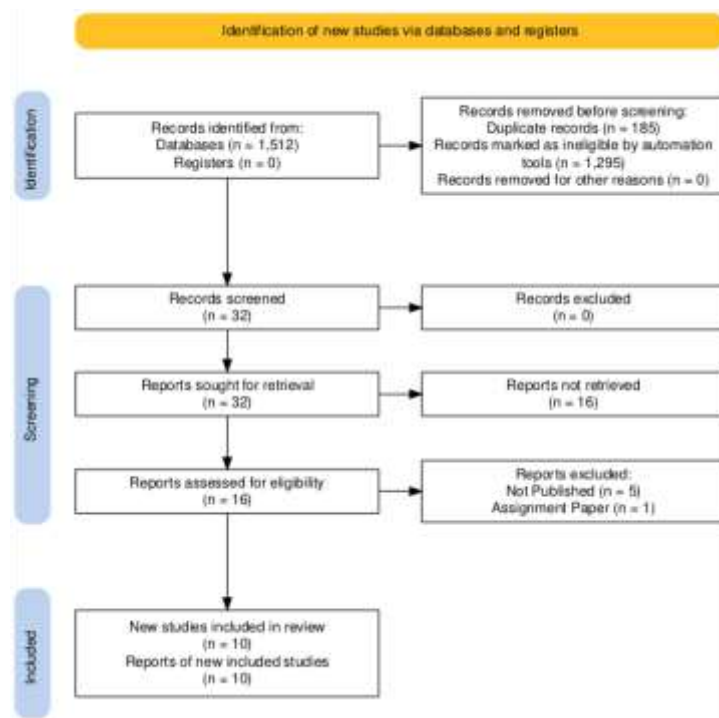 Identification of new studies via databases and registers
Identification
Records identified from:
Databases (n = 1,512)
Registers (n = 0)
Records removed before screening:
Duplicate records (n = 185)
Records marked as ineligible by automation
tools (n = 1,295)
Records removed for other reasons (n = 0)
Screening
Records screened
(n = 32)
Records excluded
(n = 0)
Reports sought for retrieval
(n = 32)
Reports not retrieved
(n = 16)
Reports assessed for eligibility
(n = 16)
Reports excluded:
Not Published (n = 5)
Assignment Paper (n = 1)
Included
New studies included in review
(n = 10)
Reports of new included studies
(n = 10)